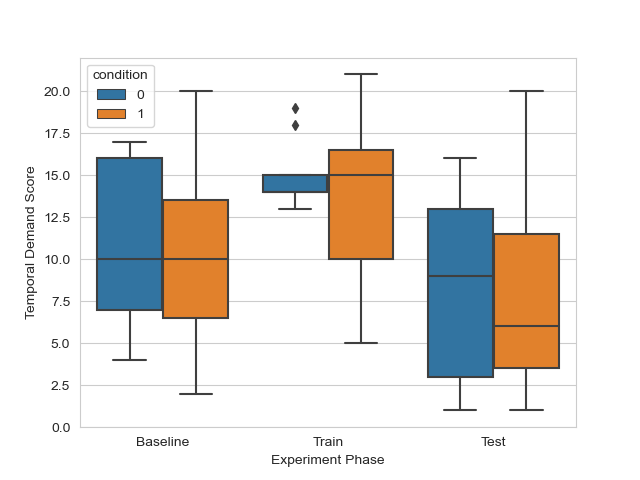 condition
0
1
20.0
17.5
15.0
12.5
10.0
7.5
5.0
2.5
0.0
Temporal Demand Score
Baseline Train Test
Experiment Phase